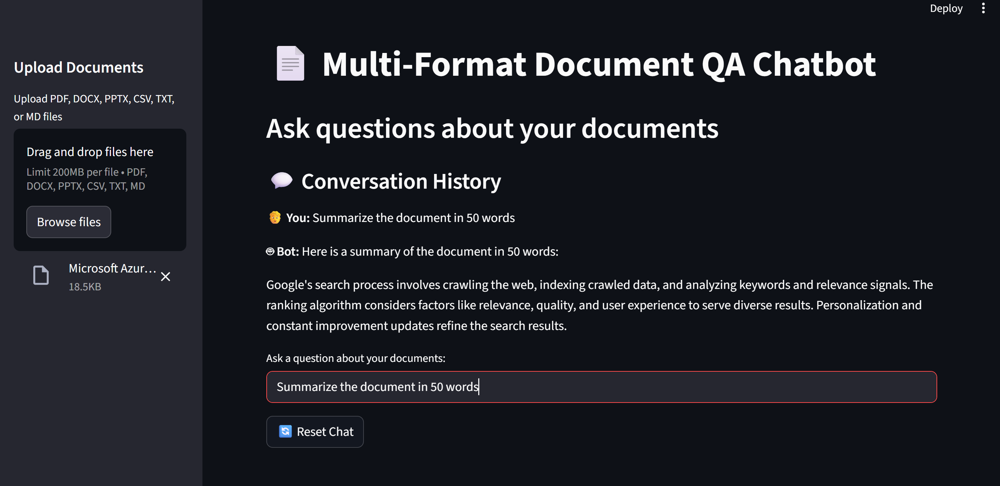 Deploy
Upload Documents
Upload PDF, DOCX, PPTX, CSV, TXT,
or MD files
Drag and drop files here
Limit 200MB per file • PDF,
DOCX, PPTX, CSV, TXT, MD
Browse files
Microsoft Azur...
18.5KB
Multi-Format Document QA Chatbot
Ask questions about your documents
Conversation History
You: Summarize the document in 50 words
Bot: Here is a summary of the document in 50 words:
Google's search process involves crawling the web, indexing crawled data, and analyzing keywords and relevance signals. The
ranking algorithm considers factors like relevance, quality, and user experience to serve diverse results. Personalization and
constant improvement updates refine the search results.
Ask a question about your documents:
Summarize the document in 50 words
Reset Chat